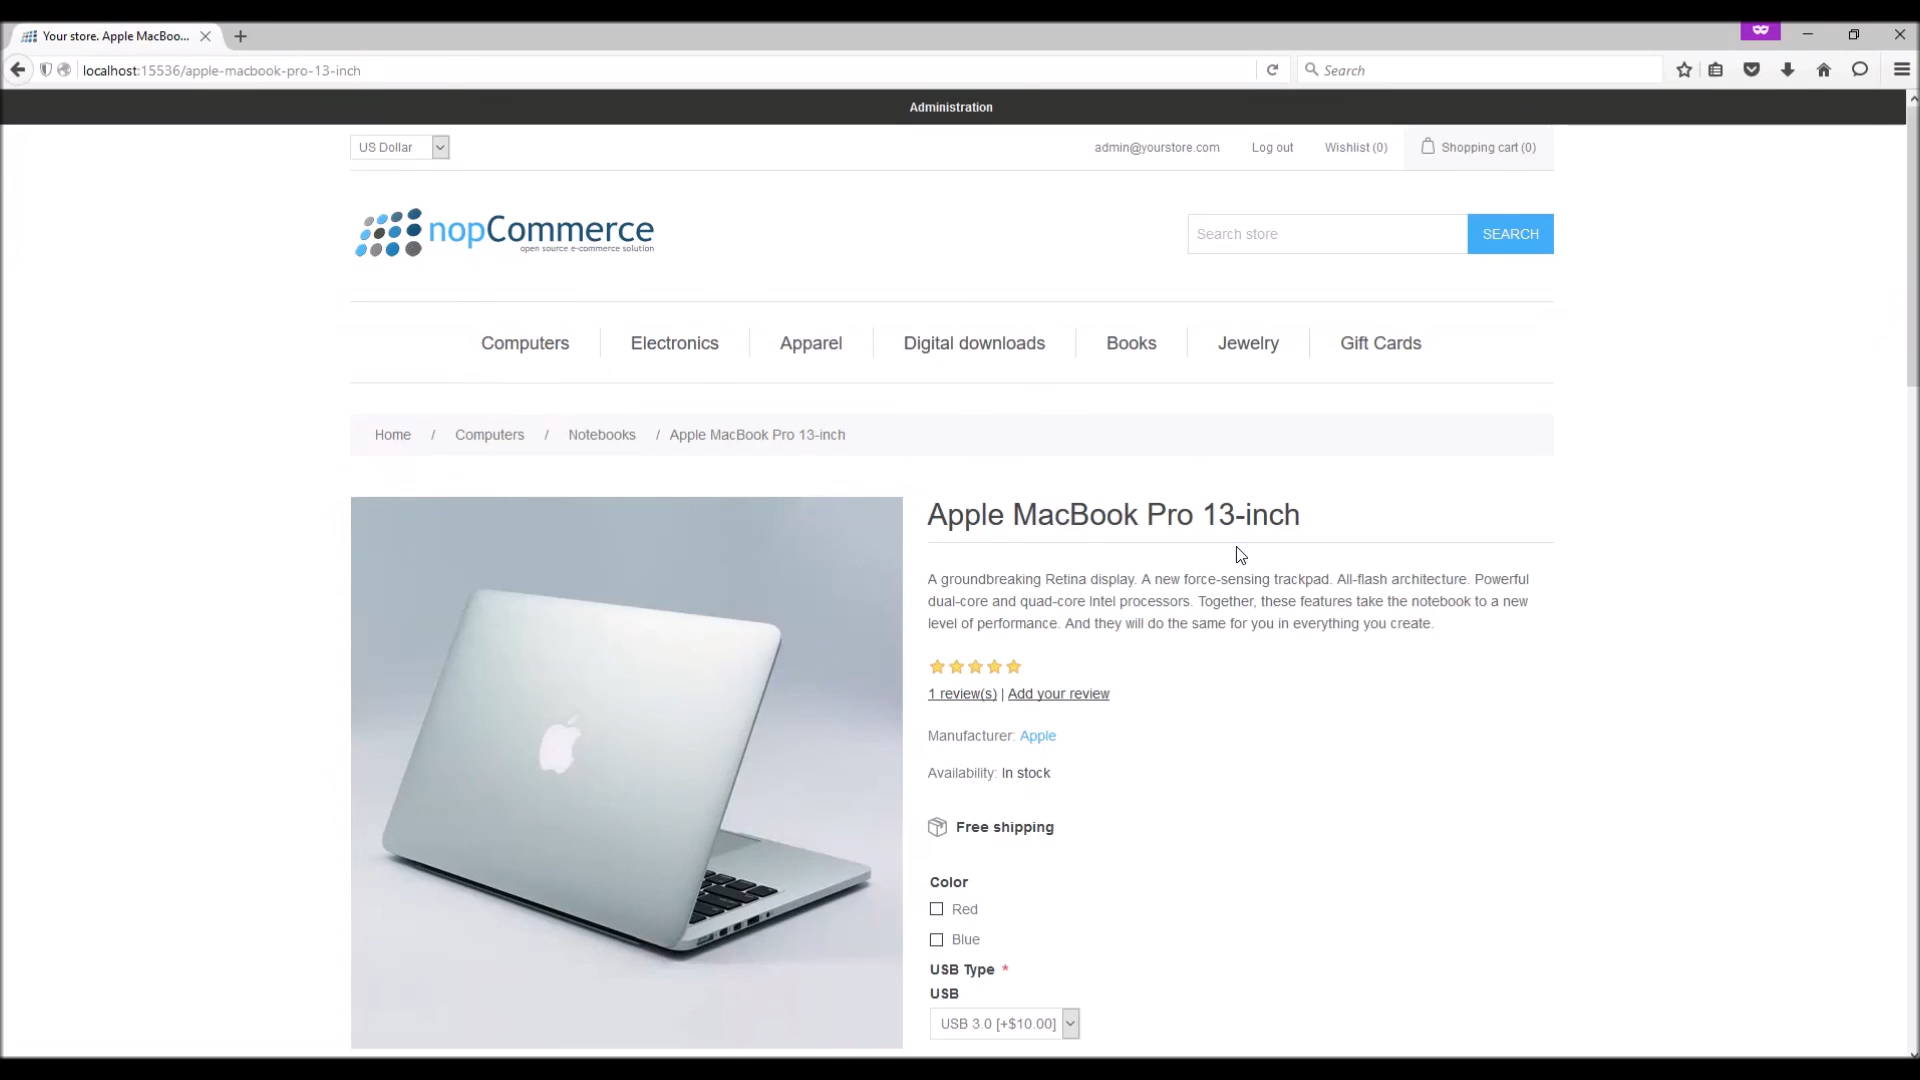 Your store. Apple MacBoo...
localhost:15536/apple-macbook-pro-13-inch
Search
Administration
US Dollar
admin@yourstore.com
Log out
Wishlist (0)
Shopping cart (0)
nopCommerce
open source e-commerce solution
Search store
SEARCH
Computers
Electronics
Apparel
Digital downloads
Books
Jewelry
Gift Cards
Home / Computers / Notebooks / Apple MacBook Pro 13-inch
Apple MacBook Pro 13-inch
A groundbreaking Retina display. A new force-sensing trackpad. All-flash architecture. Powerful
dual-core and quad-core Intel processors. Together, these features take the notebook to a new
level of performance. And they will do the same for you in everything you create.
1 review(s) | Add your review
Manufacturer: Apple
Availability: In stock
Free shipping
Color
Red
Blue
USB Type *
USB
USB 3.0 [+$10.00]